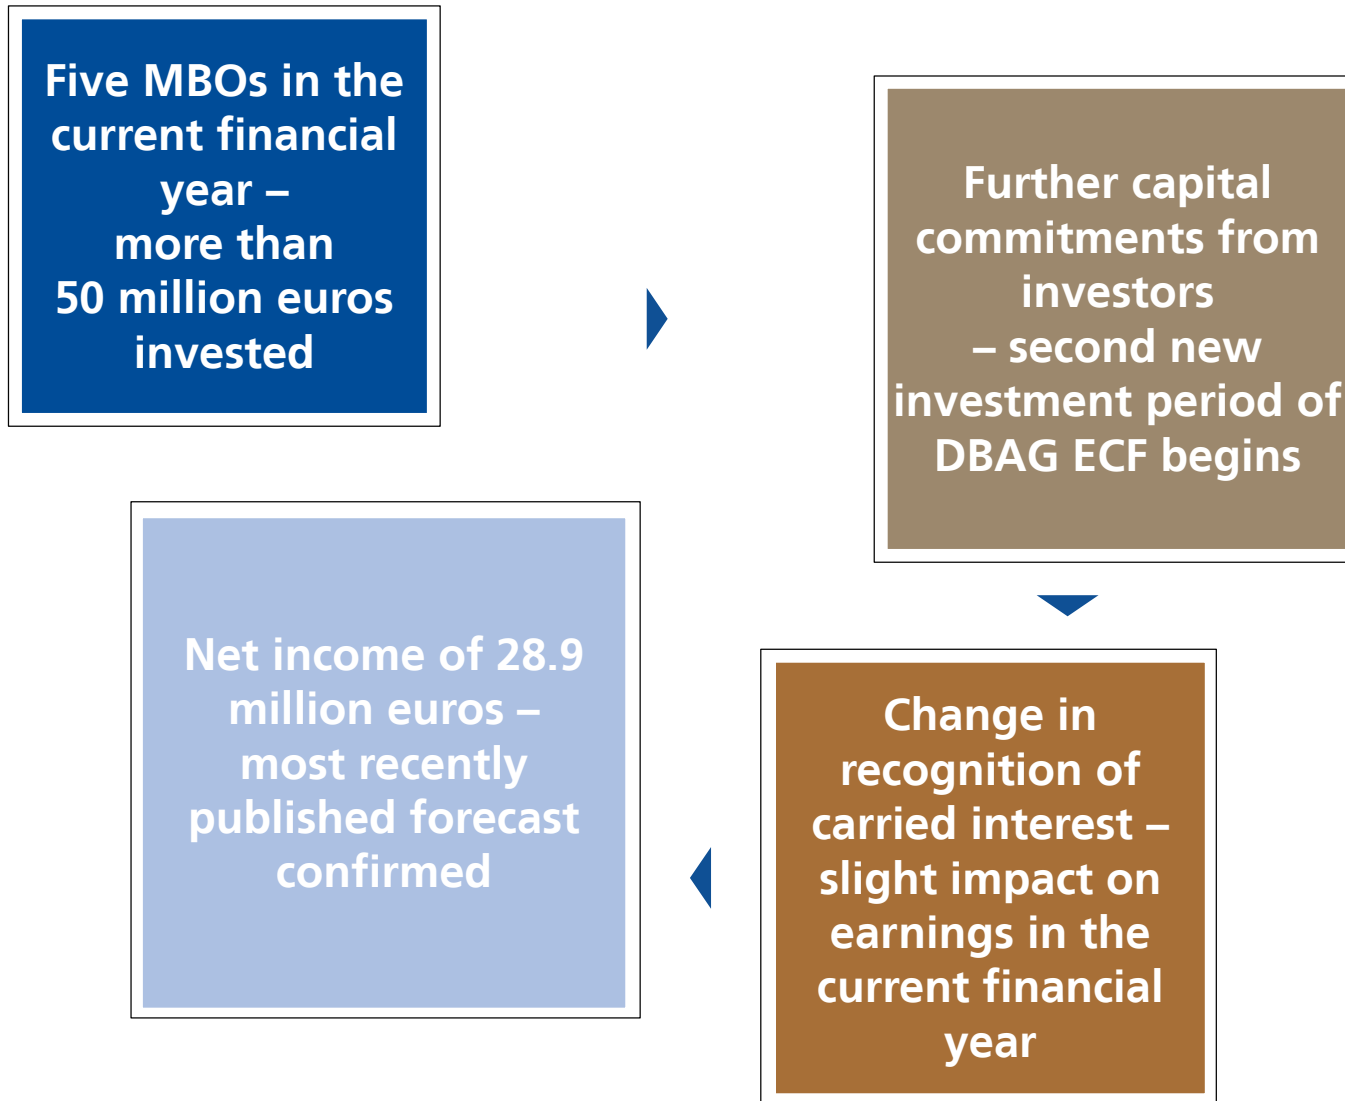 Five MBOs in the
current financial
year –
more than
50 million euros
invested
Further capital
commitments from
investors
– second new
investment period of
DBAG ECF begins
Change in
recognition of
carried interest –
slight impact on
earnings in the
current financial
year
Net income of 28.9
million euros –
most recently
published forecast
confirmed